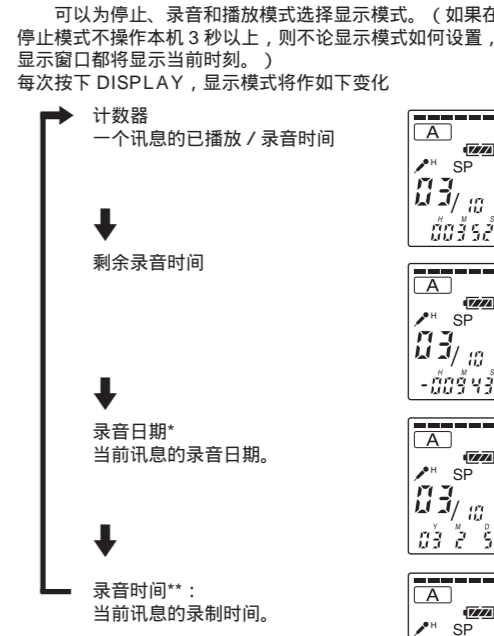 可以为停止、录音和播放模式选择显示模式。（如果在
停止模式不操作本机3秒以上，则不论显示模式如何设置，
显示窗口都将显示当前时刻。）
每次按下 DISPLAY，显示模式将作如下变化
计数器
一个讯息的已播放 / 录音时间
A
H SP
03/ 10
H M S
00352
剩余录音时间
A
H SP
03/ 10
H M S
-00943
录音日期*
当前讯息的录音日期。
A
H SP
03/ 10
Y M D
03 2 5
录音时间**：
当前讯息的录制时间。
A
H SP